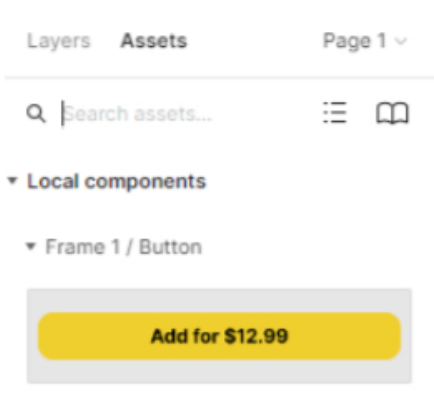 Layers Assets Page 1
Search assets...
Local components
Frame 1 / Button
Add for $12.99